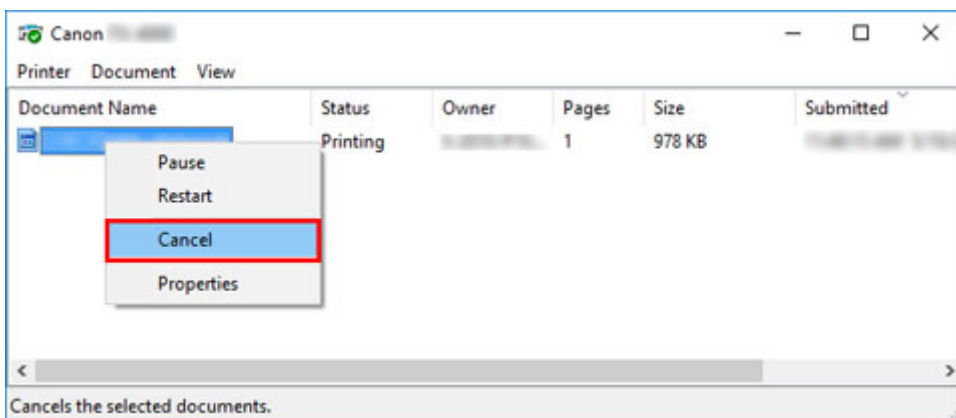 Canon
Printer Document View
Document Name Status Owner Pages Size Submitted
Printing 1 978 KB
Pause
Restart
Cancel
Properties
Cancels the selected documents.